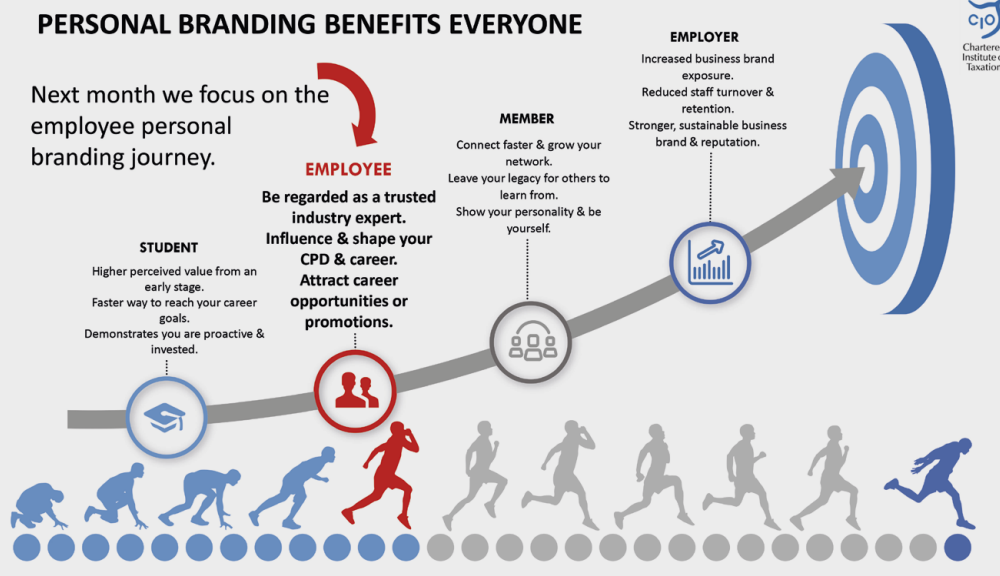 PERSONAL BRANDING BENEFITS EVERYONE
Next month we focus on the
employee personal
branding journey.
STUDENT
Higher perceived value from an
early stage.
Faster way to reach your career
goals.
Demonstrates you are proactive &
invested.
EMPLOYEE
Be regarded as a trusted
industry expert.
Influence & shape your
CPD & career.
Attract career
opportunities or
promotions.
MEMBER
Connect faster & grow your
network.
Leave your legacy for others to
learn from.
Show your personality & be
yourself.
EMPLOYER
Increased business brand
exposure.
Reduced staff turnover &
retention.
Stronger, sustainable business
brand & reputation.
CIO
Chartere
Institute o
Taxation